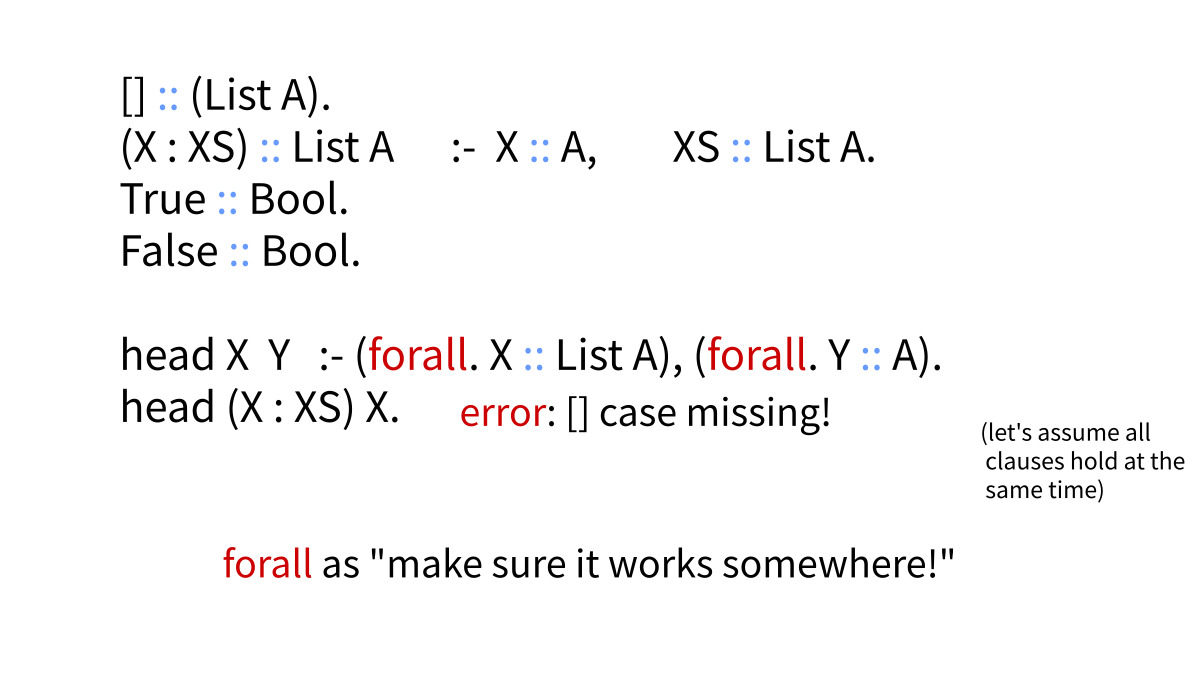 [] :: (List A).
(X : XS) :: List A :- X :: A, XS :: List A.
True :: Bool.
False :: Bool.
head X Y :- (forall. X :: List A), (forall. Y :: A).
head (X : XS) X. error: [] case missing!
(let's assume all
clauses hold at the
same time)
forall as "make sure it works somewhere!"